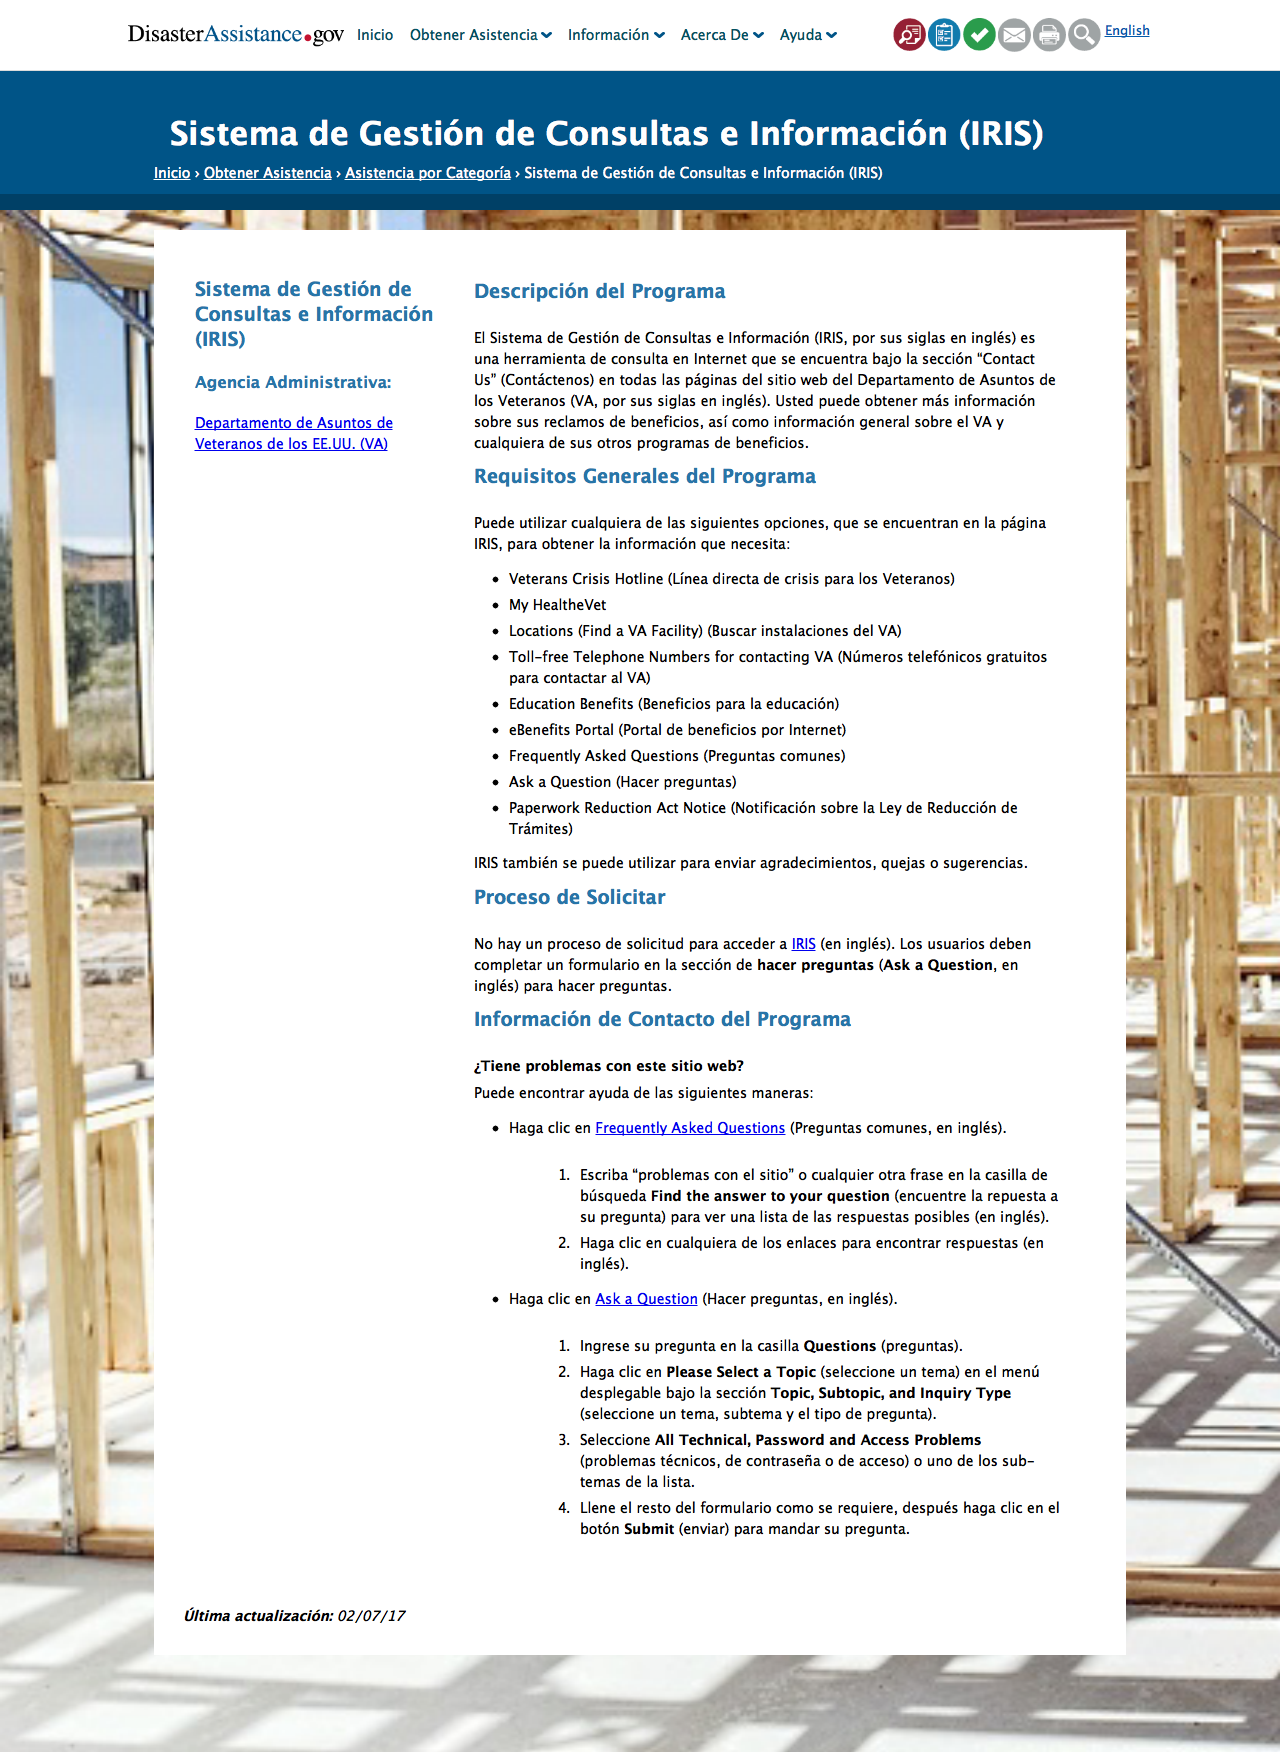 DisasterAssistance.gov Inicio Obtener Asistencia Información Acerca De Ayuda English
Sistema de Gestión de Consultas e Información (IRIS)
Inicio › Obtener Asistencia › Asistencia por Categoría › Sistema de Gestión de Consultas e Información (IRIS)
Sistema de Gestión de
Consultas e Información
(IRIS)
Agencia Administrativa:
Departamento de Asuntos de
Veteranos de los EE.UU. (VA)
Descripción del Programa
El Sistema de Gestión de Consultas e Información (IRIS, por sus siglas en inglés) es
una herramienta de consulta en Internet que se encuentra bajo la sección “Contact
Us” (Contáctenos) en todas las páginas del sitio web del Departamento de Asuntos de
los Veteranos (VA, por sus siglas en inglés). Usted puede obtener más información
sobre sus reclamos de beneficios, así como información general sobre el VA y
cualquiera de sus otros programas de beneficios.
Requisitos Generales del Programa
Puede utilizar cualquiera de las siguientes opciones, que se encuentran en la página
IRIS, para obtener la información que necesita:
• Veterans Crisis Hotline (Línea directa de crisis para los Veteranos)
• My HealtheVet
• Locations (Find a VA Facility) (Buscar instalaciones del VA)
• Toll-free Telephone Numbers for contacting VA (Números telefónicos gratuitos
para contactar al VA)
• Education Benefits (Beneficios para la educación)
• eBenefits Portal (Portal de beneficios por Internet)
• Frequently Asked Questions (Preguntas comunes)
• Ask a Question (Hacer preguntas)
• Paperwork Reduction Act Notice (Notificación sobre la Ley de Reducción de
Trámites)
IRIS también se puede utilizar para enviar agradecimientos, quejas o sugerencias.
Proceso de Solicitar
No hay un proceso de solicitud para acceder a IRIS (en inglés). Los usuarios deben
completar un formulario en la sección de hacer preguntas (Ask a Question, en
inglés) para hacer preguntas.
Información de Contacto del Programa
¿Tiene problemas con este sitio web?
Puede encontrar ayuda de las siguientes maneras:
• Haga clic en Frequently Asked Questions (Preguntas comunes, en inglés).
1. Escriba “problemas con el sitio” o cualquier otra frase en la casilla de
búsqueda Find the answer to your question (encuentre la repuesta a
su pregunta) para ver una lista de las respuestas posibles (en inglés).
2. Haga clic en cualquiera de los enlaces para encontrar respuestas (en
inglés).
• Haga clic en Ask a Question (Hacer preguntas, en inglés).
1. Ingrese su pregunta en la casilla Questions (preguntas).
2. Haga clic en Please Select a Topic (seleccione un tema) en el menú
desplegable bajo la sección Topic, Subtopic, and Inquiry Type
(seleccione un tema, subtema y el tipo de pregunta).
3. Seleccione All Technical, Password and Access Problems
(problemas técnicos, de contraseña o de acceso) o uno de los sub-
temas de la lista.
4. Llene el resto del formulario como se requiere, después haga clic en el
botón Submit (enviar) para mandar su pregunta.
Última actualización: 02/07/17